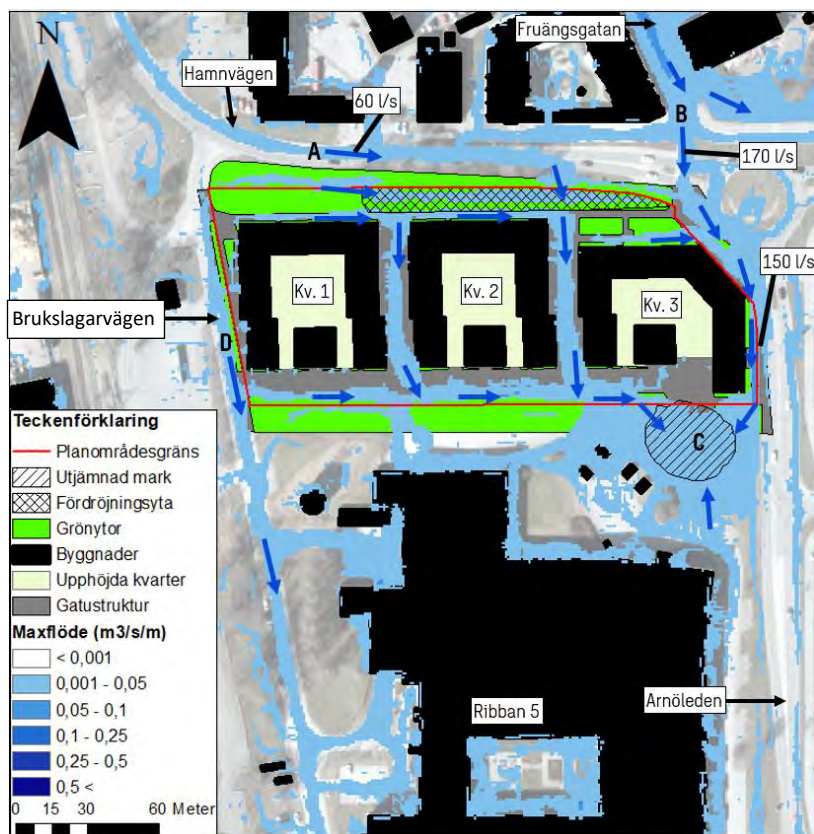 N
Fruängsgatan
Hamnvägen
60 l/s
A
B
170 l/s
150 l/s
Kv. 1
Kv. 2
Kv. 3
Brukslagarvägen
D
C
Teckenförklaring
Planområdesgräns
Utjämnad mark
Fördröjningsyta
Grönytor
Byggnader
Upphöjda kvarter
Gatustruktur
Maxflöde (m3/s/m)
< 0,001
0,001 - 0,05
0,05 - 0,1
0,1 - 0,25
0,25 - 0,5
0,5 <
0 15 30 60 Meter
Ribban 5
Arnöleden